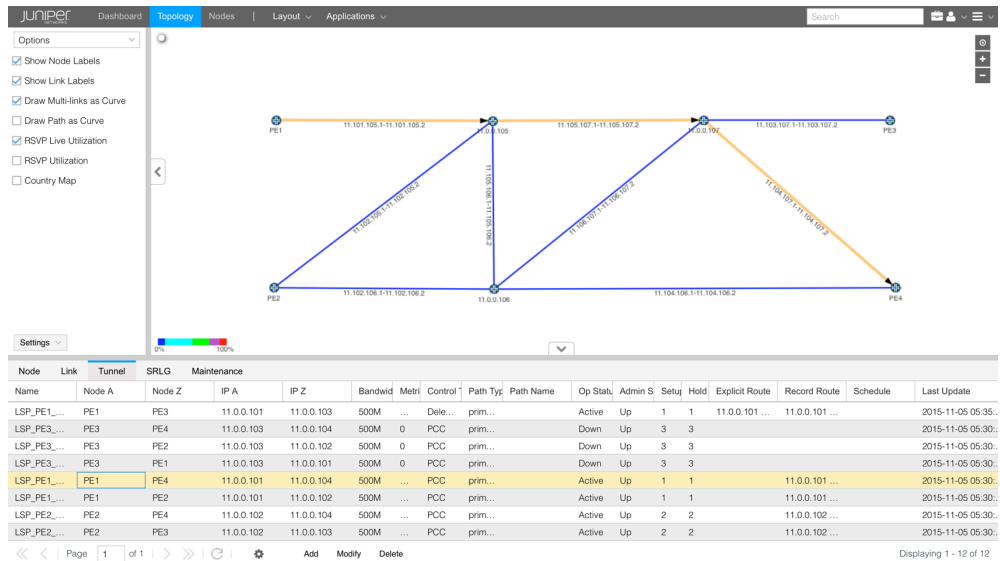 JUNIPER
NETWORKS
Dashboard Topology Nodes | Layout Applications Search
Options
Show Node Labels
Show Link Labels
Draw Multi-links as Curve
Draw Path as Curve
RSVP Live Utilization
RSVP Utilization
Country Map
Settings
PE1 11.101.105.1-11.101.105.2 11.0.0.105 11.105.107.1-11.105.107.2 11.0.0.107 11.103.107.1-11.103.107.2 PE3
11.102.105.1-11.102.105.2
11.105.106.1-11.105.106.2
11.106.107.1-11.106.107.2
11.104.107.1-11.104.107.2
PE2 11.102.106.1-11.102.106.2 11.0.0.106 11.104.106.1-11.104.106.2 PE4
0% 100%
Node Link Tunnel SRLG Maintenance
Name Node A Node Z IP A IP Z Bandwid Metri Control T Path Typ Path Name Op Statu Admin S Setup Hold Explicit Route Record Route Schedule Last Update
LSP_PE1_... PE1 PE3 11.0.0.101 11.0.0.103 500M ... Dele... prim... Active Up 1 1 11.0.0.101 ... 11.0.0.101 ... 2015-11-05 05:35:.
LSP_PE3_... PE3 PE4 11.0.0.103 11.0.0.104 500M 0 PCC prim... Down Up 3 3 2015-11-05 05:30:.
LSP_PE3_... PE3 PE2 11.0.0.103 11.0.0.102 500M 0 PCC prim... Down Up 3 3 2015-11-05 05:30:.
LSP_PE3_... PE3 PE1 11.0.0.103 11.0.0.101 500M 0 PCC prim... Down Up 3 3 2015-11-05 05:30:.
LSP_PE1_... PE1 PE4 11.0.0.101 11.0.0.104 500M ... PCC prim... Active Up 1 1 11.0.0.101 ... 2015-11-05 05:30:.
LSP_PE1_... PE1 PE2 11.0.0.101 11.0.0.102 500M ... PCC prim... Active Up 1 1 11.0.0.101 ... 2015-11-05 05:30:.
LSP_PE2_... PE2 PE4 11.0.0.102 11.0.0.104 500M ... PCC prim... Active Up 2 2 11.0.0.102 ... 2015-11-05 05:30:.
LSP_PE2_... PE2 PE3 11.0.0.102 11.0.0.103 500M ... PCC prim... Active Up 2 2 11.0.0.102 ... 2015-11-05 05:30:.
Page 1 of 1 Add Modify Delete Displaying 1 - 12 of 12